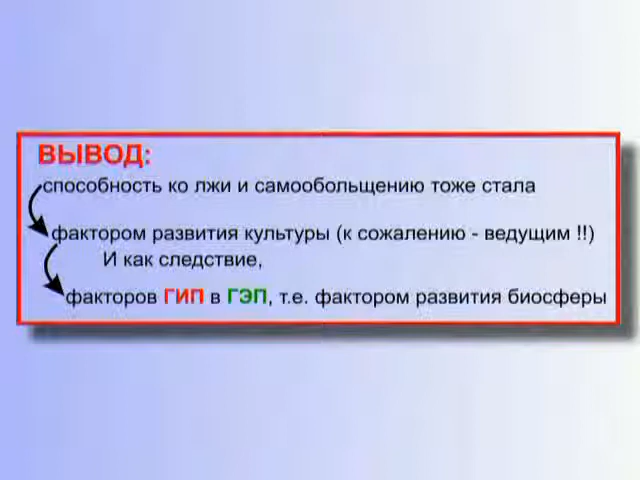 ВЫВОД:
способность ко лжи и самообольщению тоже стала
фактором развития культуры (к сожалению - ведущим !!)
И как следствие,
факторов ГИП в ГЭП, т.е. фактором развития биосферы